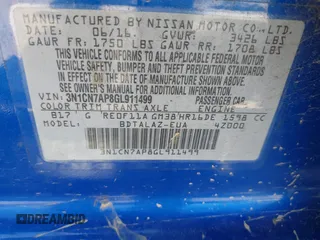 MANUFACTURED BY NISSAN MOTOR CO., LTD.
DATE: 06/16 GVWR: 3426 LBS
GAWR FR: 1750 LBS GAWR RR: 1708 LBS
THIS VEHICLE CONFORMS TO ALL APPLICABLE FEDERAL MOTOR
VEHICLE SAFETY, BUMPER, AND THEFT PREVENTION STANDARDS
IN EFFECT ON THE DATE OF MANUFACTURE SHOWN ABOVE.
SEE OWNER'S MANUAL FOR ADDITIONAL INFORMATION.
VIN: 3N1CN7AP8GL911499 PASSENGER CAR
COLOR TRIM TRANS AXLE ENGINE
B17 G RE0F11A GM38 HR16DE 1598 CC
MODEL: BDTALAZ-EUA 4Z000
3N1CN7AP8GL911499
DREAMBID